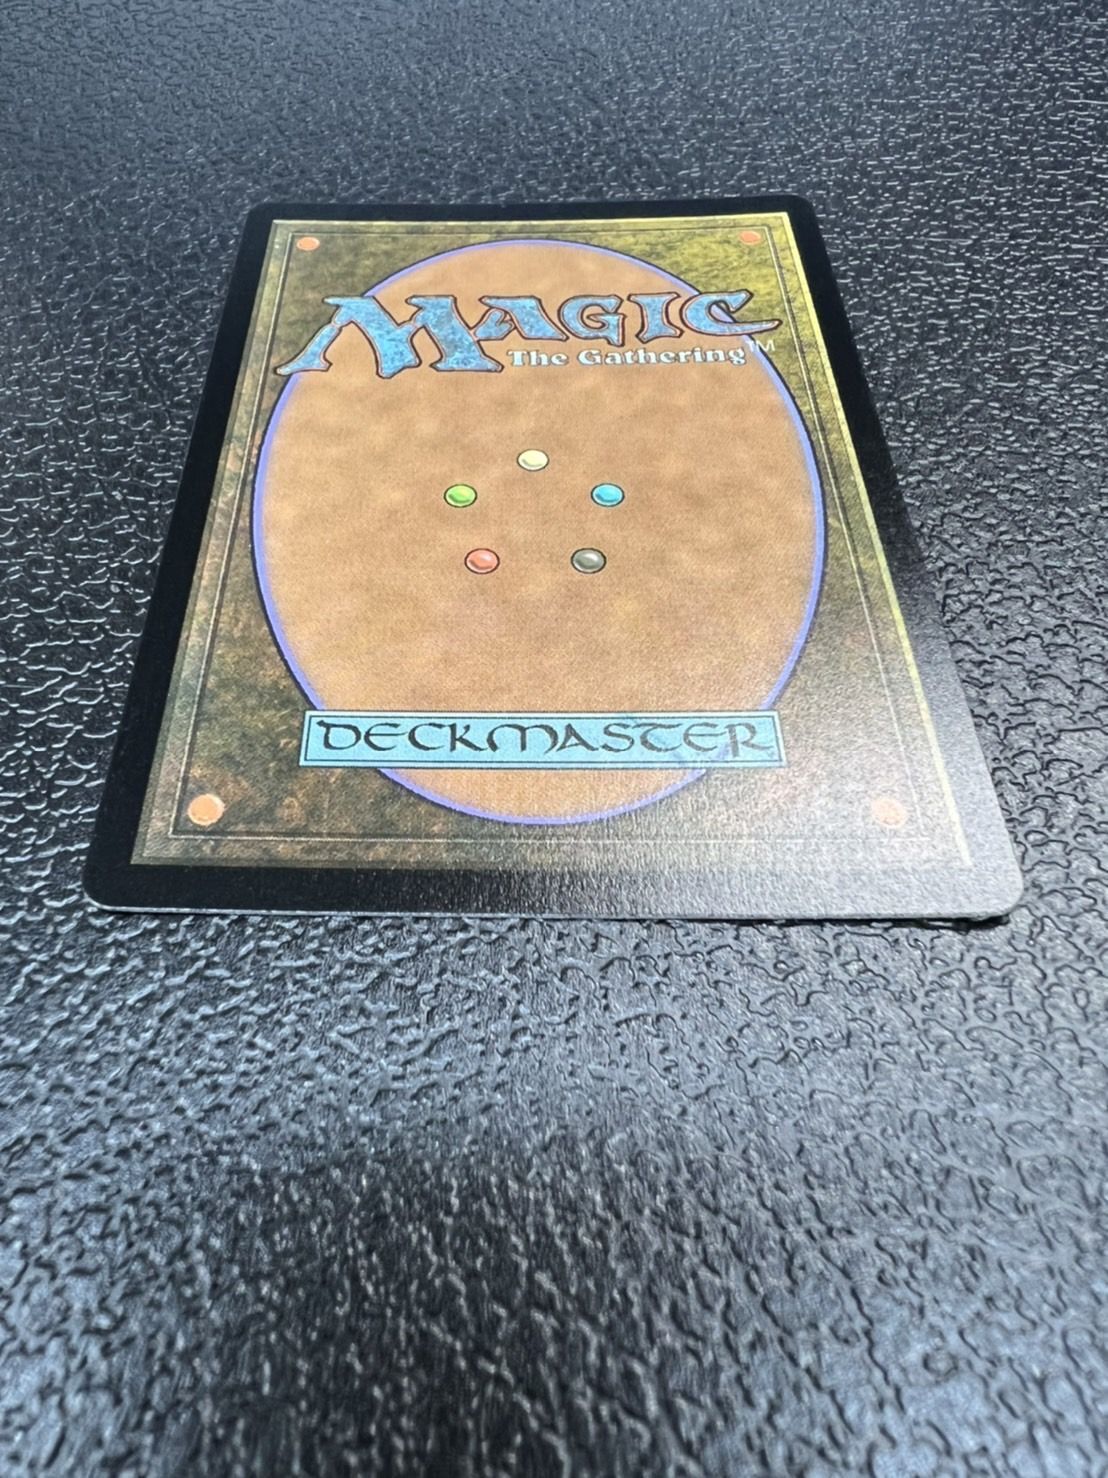 MAGIC
The Gathering™
DECKMASTER